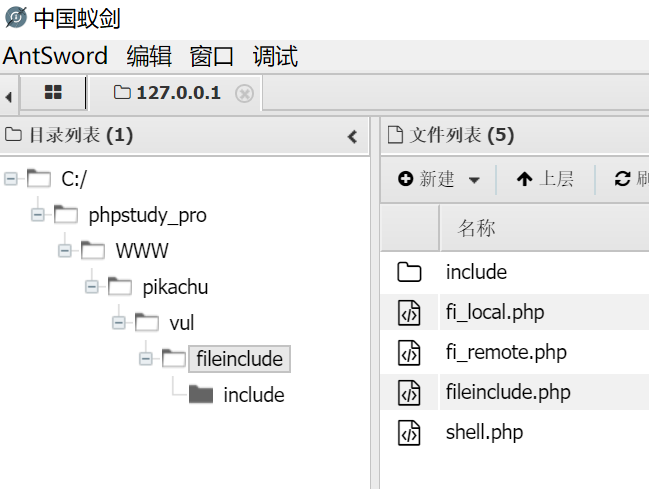 中国蚁剑
AntSword 编辑 窗口 调试
127.0.0.1
目录列表 (1)
文件列表 (5)
C:/
phpstudy_pro
WWW
pikachu
vul
fileinclude
include
新建 上层
名称
include
fi_local.php
fi_remote.php
fileinclude.php
shell.php